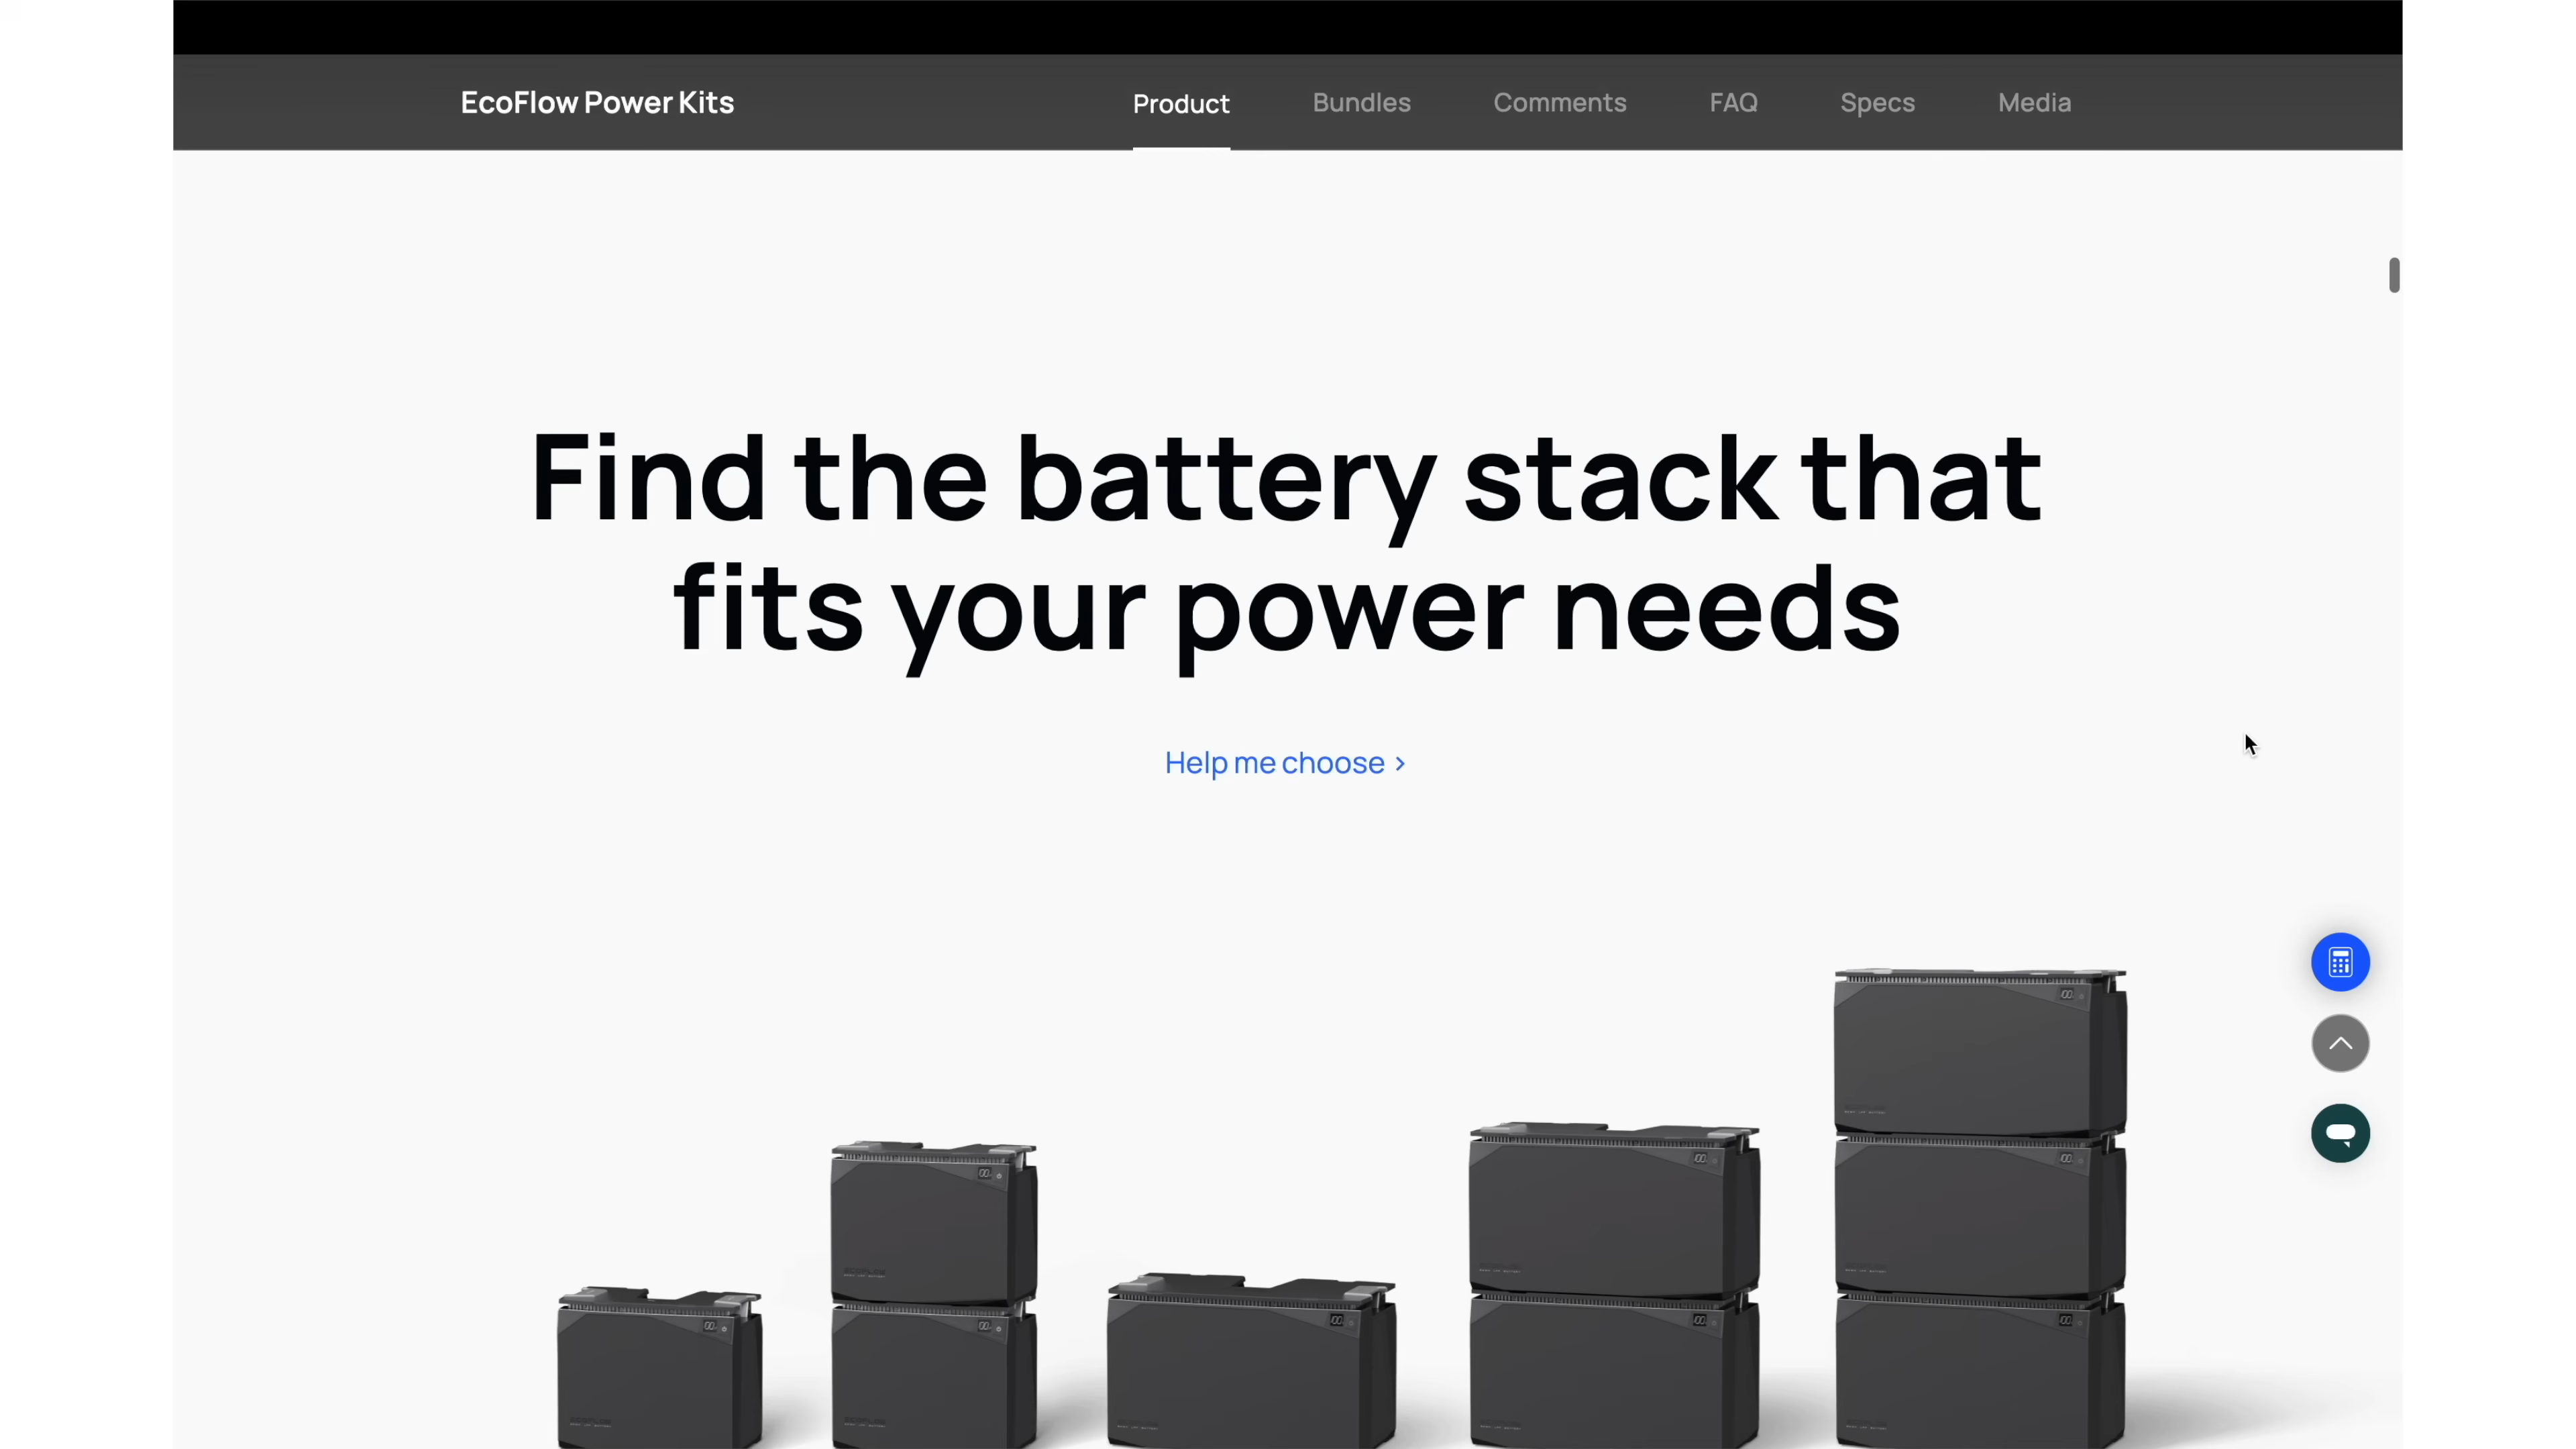 EcoFlow Power Kits
Product
Bundles
Comments
FAQ
Specs
Media
Find the battery stack that
fits your power needs
Help me choose >